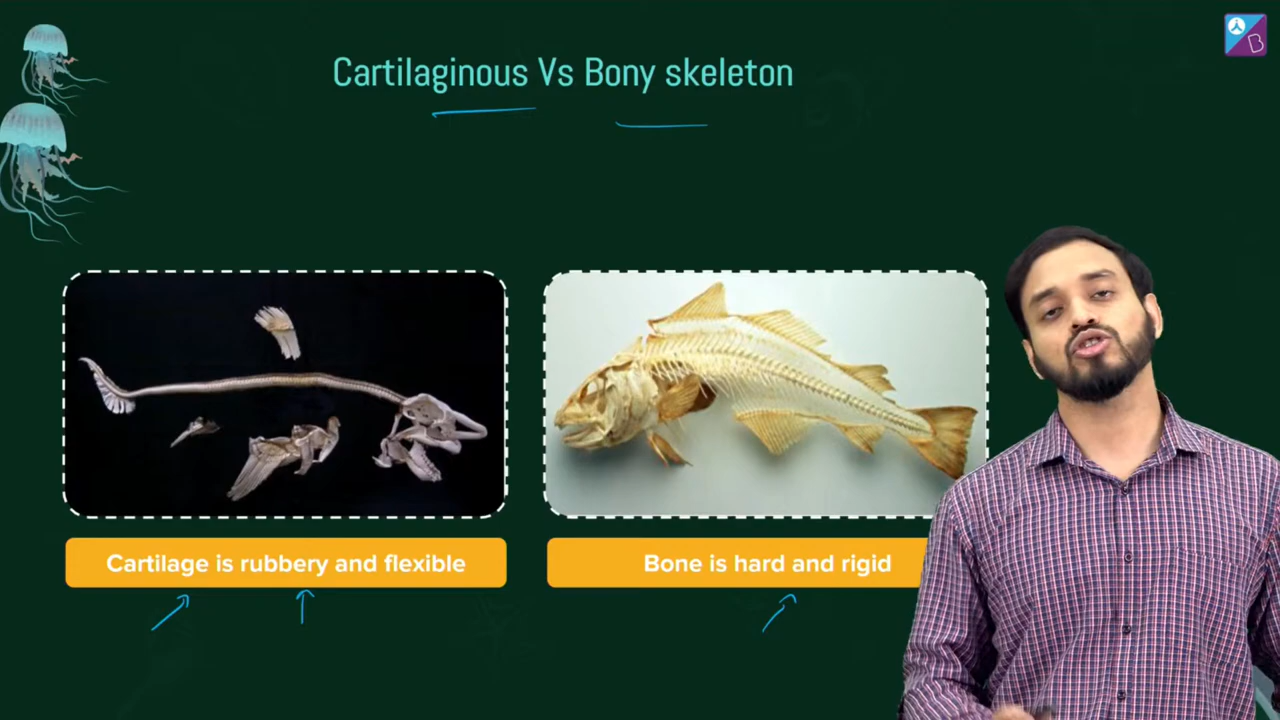 Cartilaginous Vs Bony skeleton
Cartilage is rubbery and flexible
Bone is hard and rigid
B